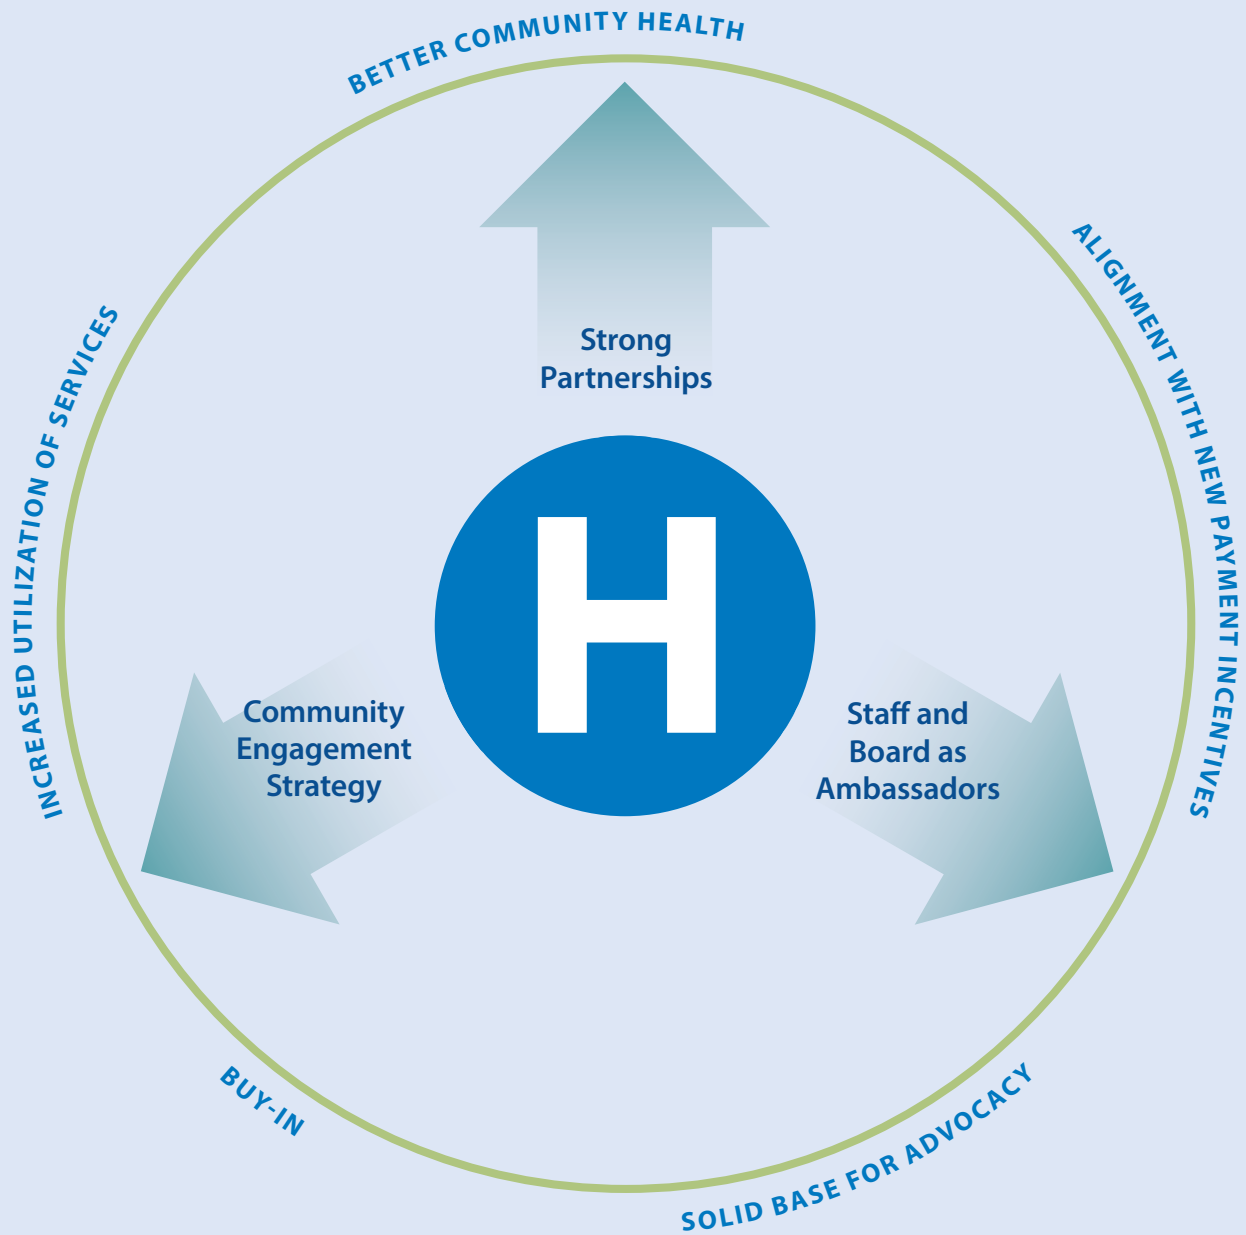 BETTER COMMUNITY HEALTH
ALIGNMENT WITH NEW PAYMENT INCENTIVES
INCREASED UTILIZATION OF SERVICES
Strong
Partnerships
H
Community
Engagement
Strategy
Staff and
Board as
Ambassadors
BUY-IN
SOLID BASE FOR ADVOCACY